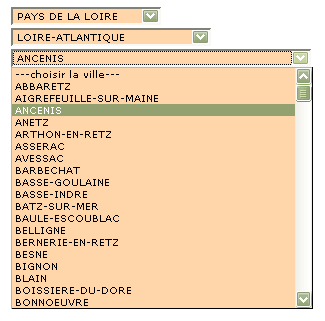 PAYS DE LA LOIRE
LOIRE-ATLANTIQUE
ANCENIS
---choisir la ville---
ABBARETZ
AIGREFEUILLE-SUR-MAINE
ANCENIS
ANETZ
ARTHON-EN-RETZ
ASSERAC
AVESSAC
BARBECHAT
BASSE-GOULAINE
BASSE-INDRE
BATZ-SUR-MER
BAULE-ESCOUBLAC
BELLIGNE
BERNERIE-EN-RETZ
BESNE
BIGNON
BLAIN
BOISSIERE-DU-DORE
BONNOEUVRE